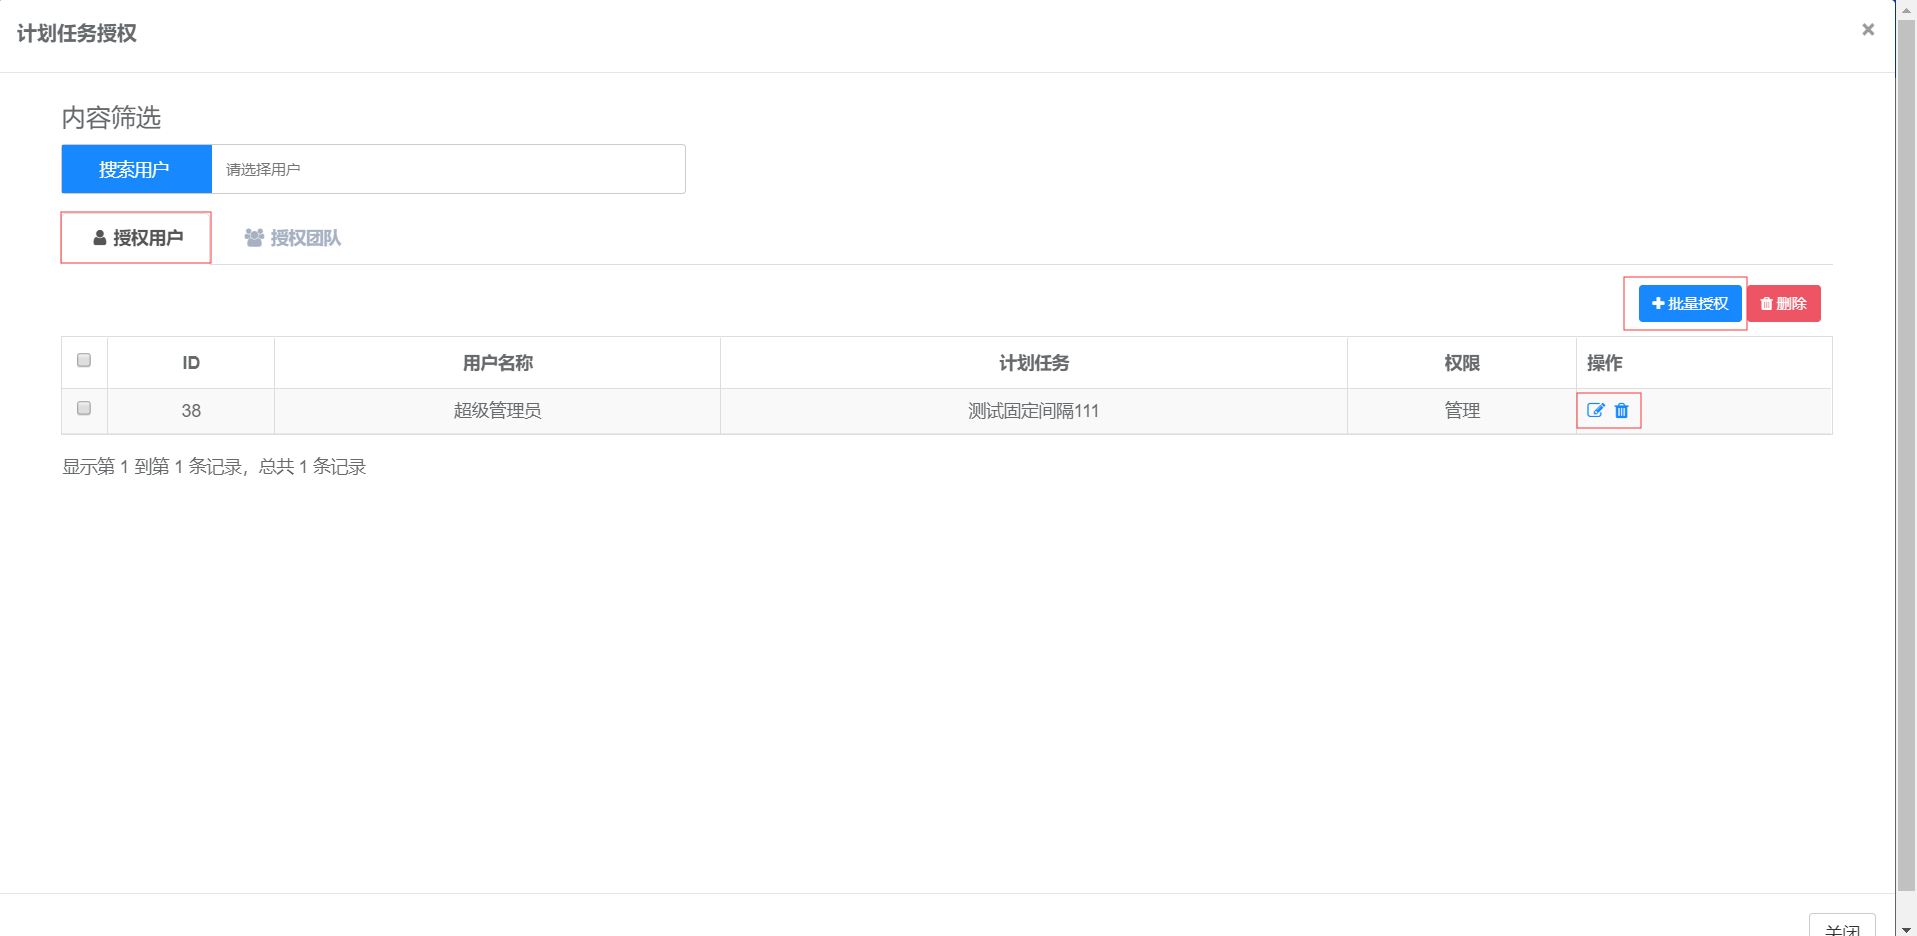 计划任务授权
×
内容筛选
搜索用户 请选择用户
授权用户 授权团队
批量授权 删除
ID 用户名称 计划任务 权限 操作
38 超级管理员 测试固定间隔111 管理
显示第 1 到第 1 条记录，总共 1 条记录
关闭